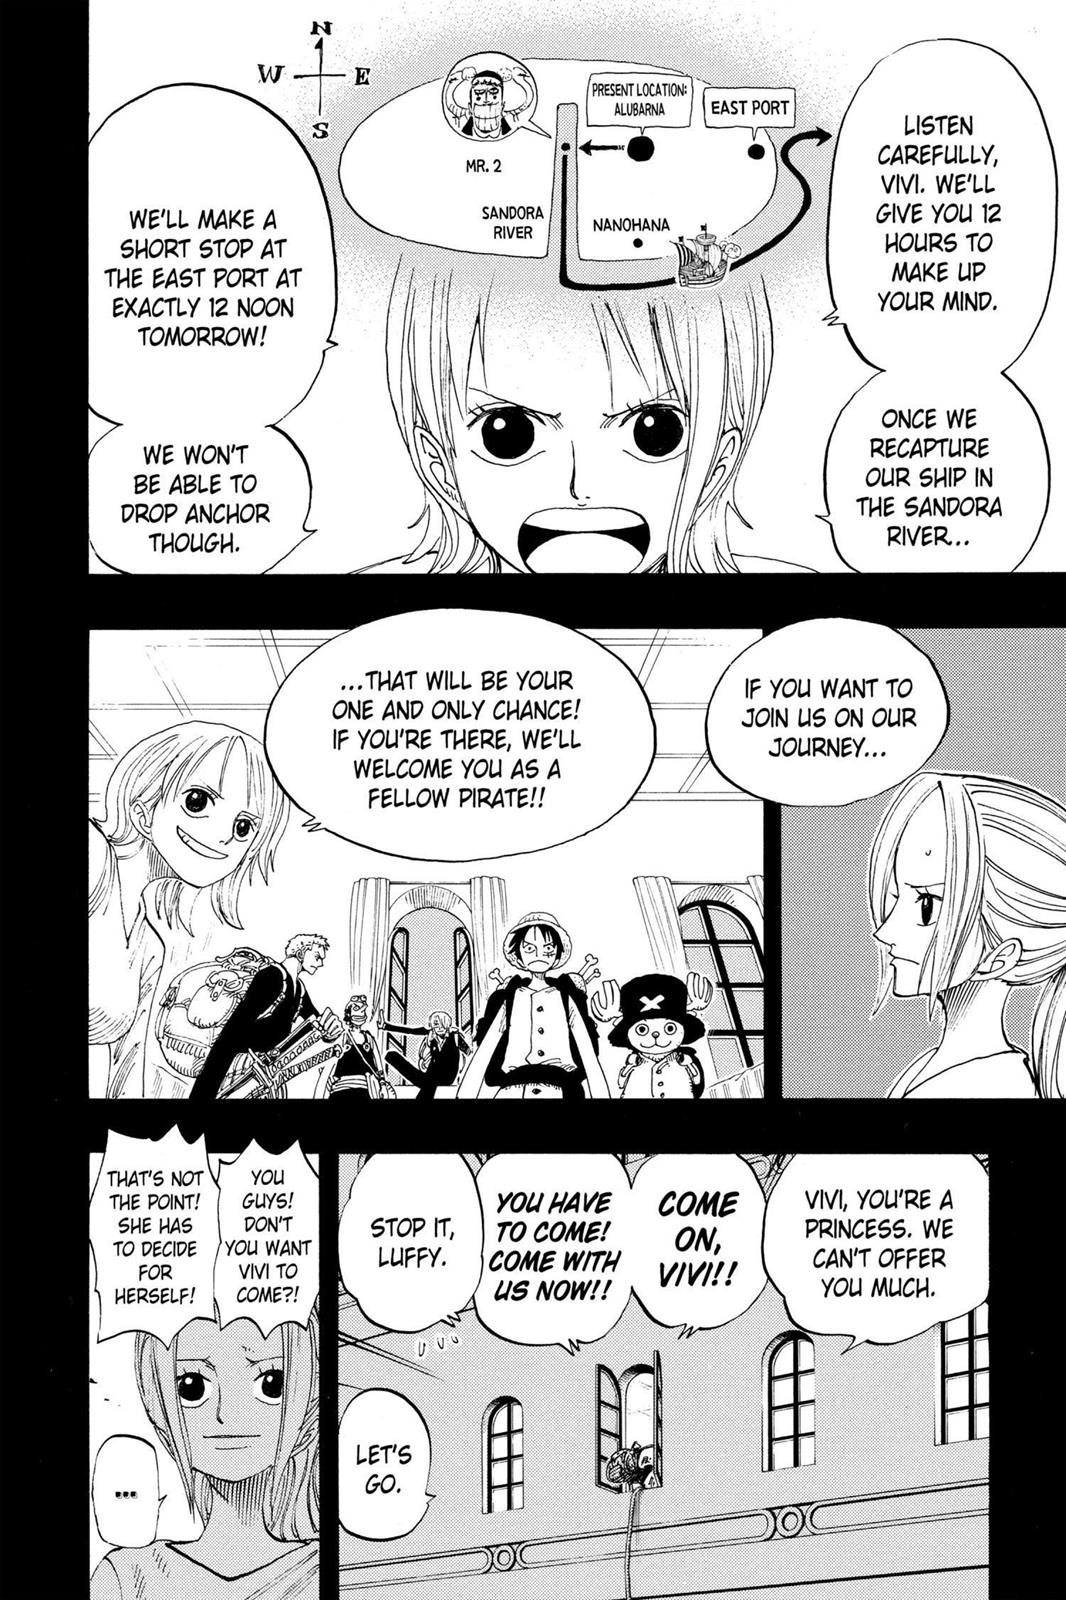 N
W E
S
PRESENT LOCATION:
ALUBARNA
EAST PORT
MR. 2
SANDORA
RIVER
NANOHANA
LISTEN
CAREFULLY,
VIVI. WE'LL
GIVE YOU 12
HOURS TO
MAKE UP
YOUR MIND.
ONCE WE
RECAPTURE
OUR SHIP IN
THE SANDORA
RIVER...
WE'LL MAKE A
SHORT STOP AT
THE EAST PORT AT
EXACTLY 12 NOON
TOMORROW!
WE WON'T
BE ABLE TO
DROP ANCHOR
THOUGH.
IF YOU WANT TO
JOIN US ON OUR
JOURNEY...
...THAT WILL BE YOUR
ONE AND ONLY CHANCE!
IF YOU'RE THERE, WE'LL
WELCOME YOU AS A
FELLOW PIRATE!!
VIVI, YOU'RE A
PRINCESS. WE
CAN'T OFFER
YOU MUCH.
COME
ON,
VIVI!!
YOU HAVE
TO COME!
COME WITH
US NOW!!
STOP IT,
LUFFY.
LET'S
GO.
YOU
GUYS!
DON'T
YOU WANT
VIVI TO
COME?!
THAT'S NOT
THE POINT!
SHE HAS
TO DECIDE
FOR
HERSELF!
...